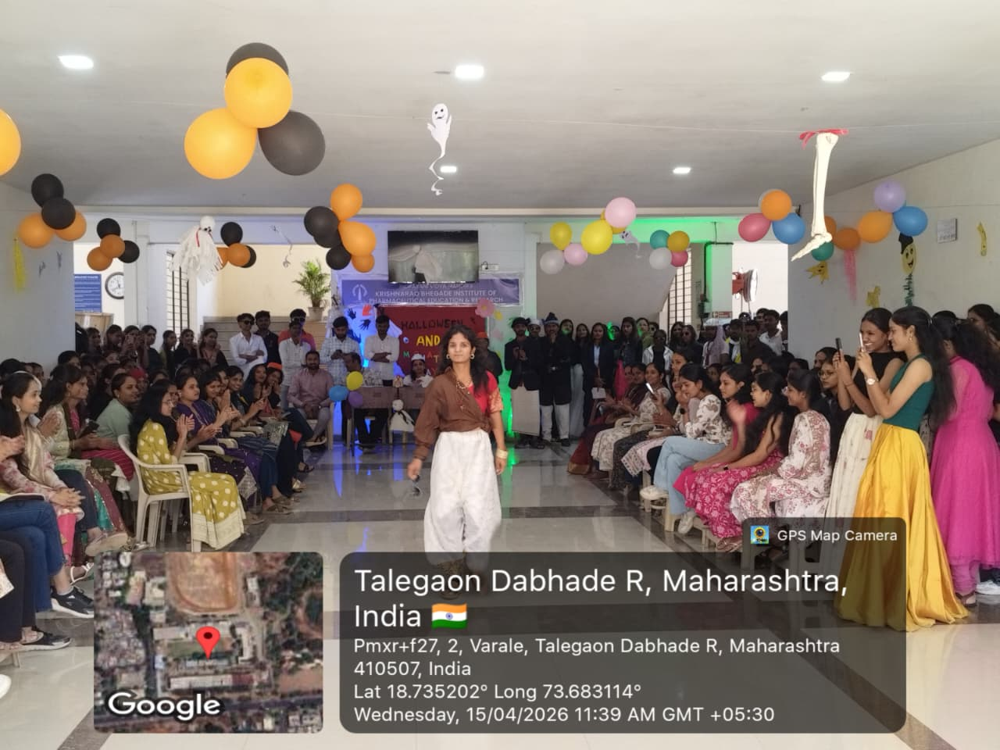 KRISHNARAO BHEGADE INSTITUTE OF
PHARMACEUTICAL EDUCATION & RESEARCH
HALLOWEEN
AND
GPS Map Camera
Talegaon Dabhade R, Maharashtra,
India
Pmxr+f27, 2, Varale, Talegaon Dabhade R, Maharashtra
410507, India
Lat 18.735202° Long 73.683114°
Wednesday, 15/04/2026 11:39 AM GMT +05:30
Google